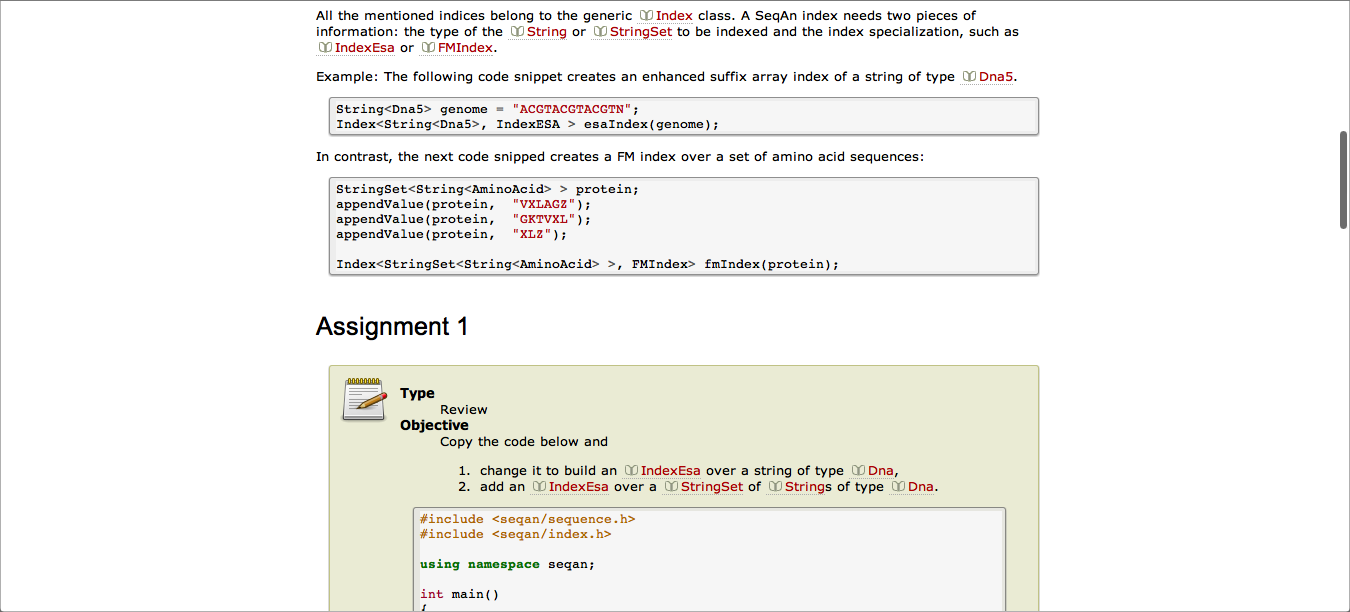 All the mentioned indices belong to the generic Index class. A SeqAn index needs two pieces of
information: the type of the String or StringSet to be indexed and the index specialization, such as
IndexEsa or FMIndex.
Example: The following code snippet creates an enhanced suffix array index of a string of type Dna5.
String<Dna5> genome = "ACGTACGTACGTN";
Index<String<Dna5>, IndexESA > esaIndex(genome);
In contrast, the next code snipped creates a FM index over a set of amino acid sequences:
StringSet<String<AminoAcid> > protein;
appendValue(protein,  "VXLAGZ");
appendValue(protein,  "GKTVXL");
appendValue(protein,  "XLZ");
Index<StringSet<String<AminoAcid> >, FMIndex> fmIndex(protein);
Assignment 1
Type
Review
Objective
Copy the code below and
1. change it to build an IndexEsa over a string of type Dna,
2. add an IndexEsa over a StringSet of Strings of type Dna.
#include <seqan/sequence.h>
#include <seqan/index.h>
using namespace seqan;
int main()
{